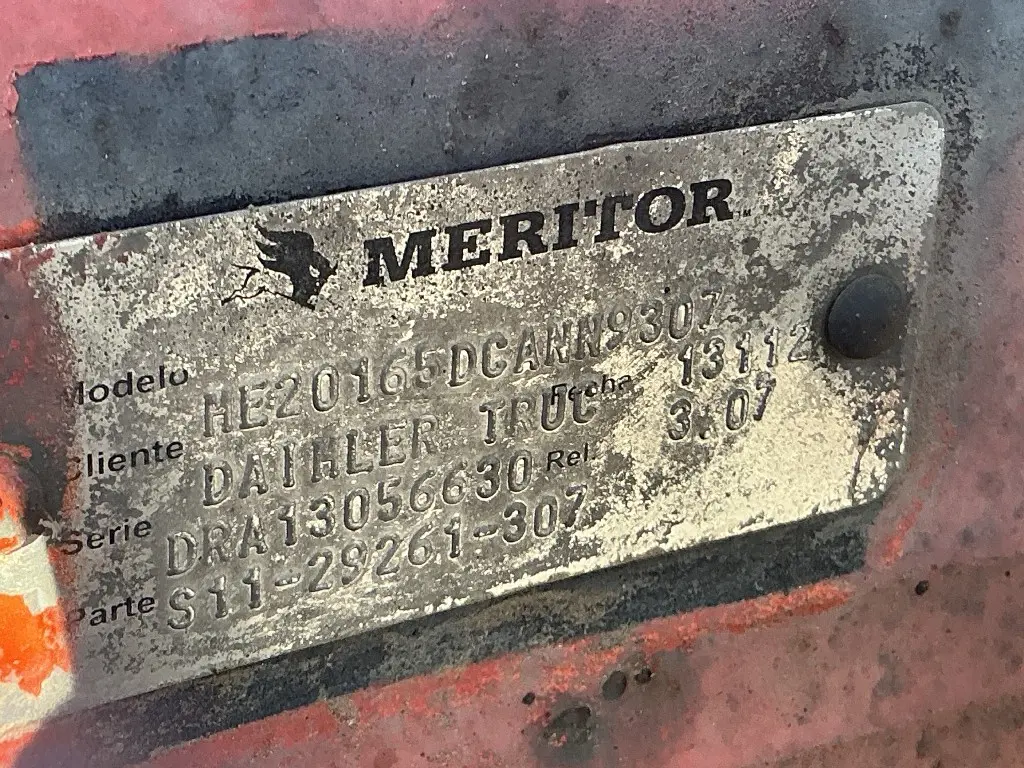 MERITOR
Modelo ME20165DCANN9307
Cliente DAIMLER TRUC Fecha 13112
Serie DRA13056630 Rel. 3.07
Parte S11-29261-307